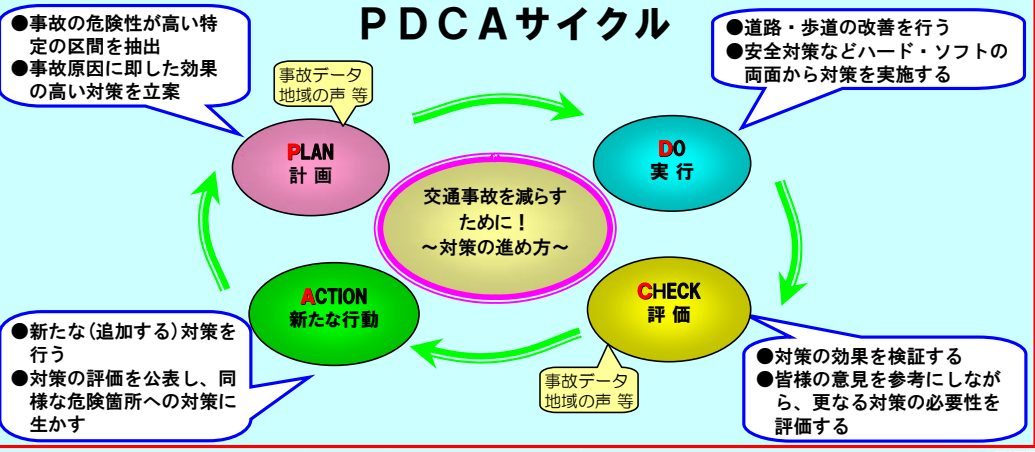 PDCAサイクル
●事故の危険性が高い特
定の区間を抽出
●事故原因に即した効果
の高い対策を立案
事故データ
地域の声 等
PLAN
計 画
●道路・歩道の改善を行う
●安全対策などハード・ソフトの
両面から対策を実施する
DO
実 行
交通事故を減らす
ために！
～対策の進め方～
ACTION
新たな行動
CHECK
評 価
●新たな(追加する)対策を
行う
●対策の評価を公表し、同
様な危険箇所への対策に
生かす
事故データ
地域の声 等
●対策の効果を検証する
●皆様の意見を参考にしなが
ら、更なる対策の必要性を
評価する